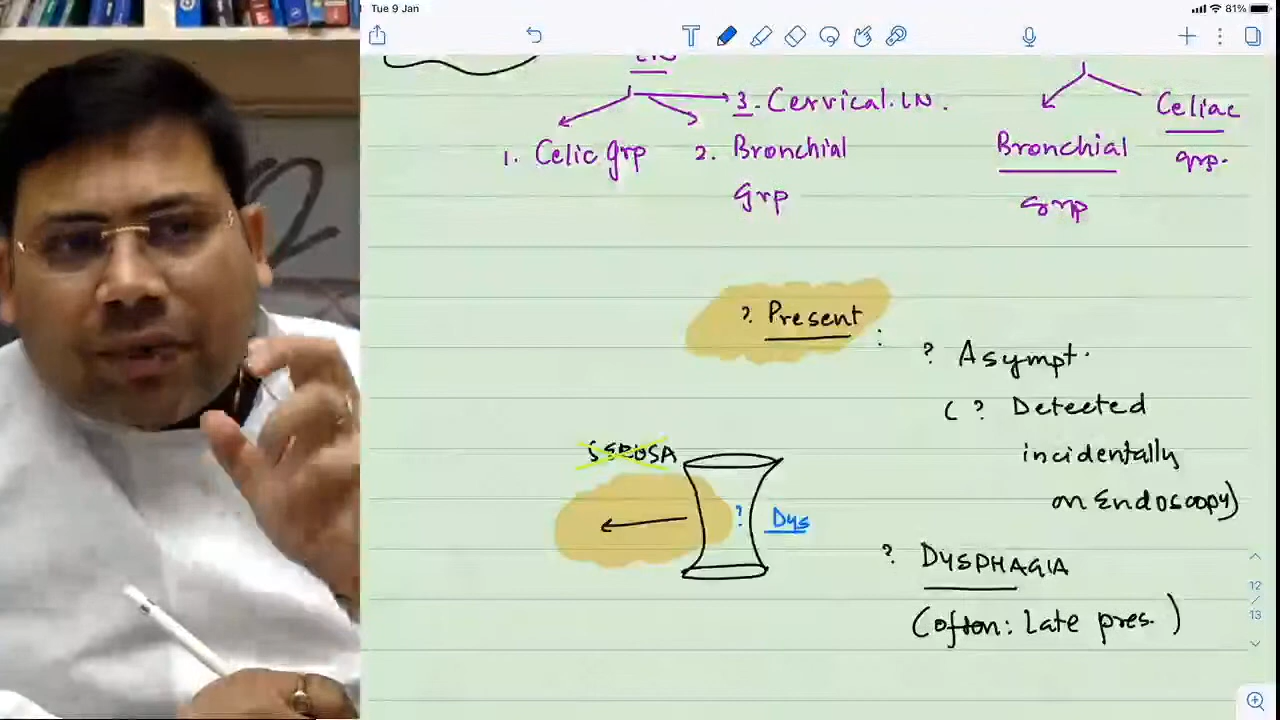 Tue 9 Jan
81%
3. Cervical. LN.
Celiac
grp.
1. Celic grp
2. Bronchial
Grp
Bronchial
Grp
? Present :
? Asympt.
( ? Detected
incidentally
on Endoscopy)
SEROSA
? Dys
? DYSPHAGIA
(often: Late pres. )
12
13